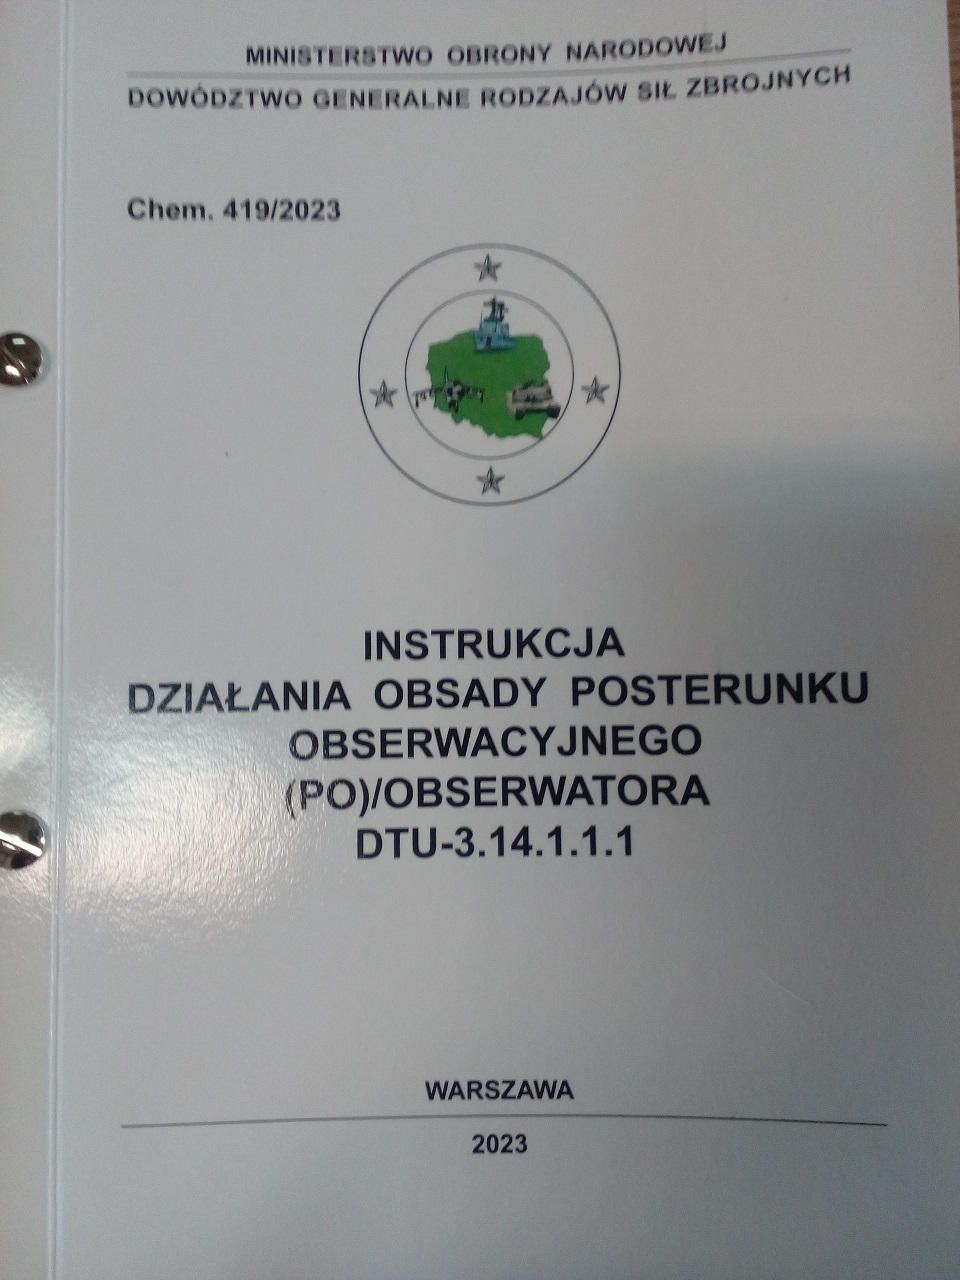 MINISTERSTWO OBRONY NARODOWEJ
DOWÓDZTWO GENERALNE RODZAJÓW SIŁ ZBROJNYCH
Chem. 419/2023
INSTRUKCJA
DZIAŁANIA OBSADY POSTERUNKU
OBSERWACYJNEGO
(PO)/OBSERWATORA
DTU-3.14.1.1.1
WARSZAWA
2023